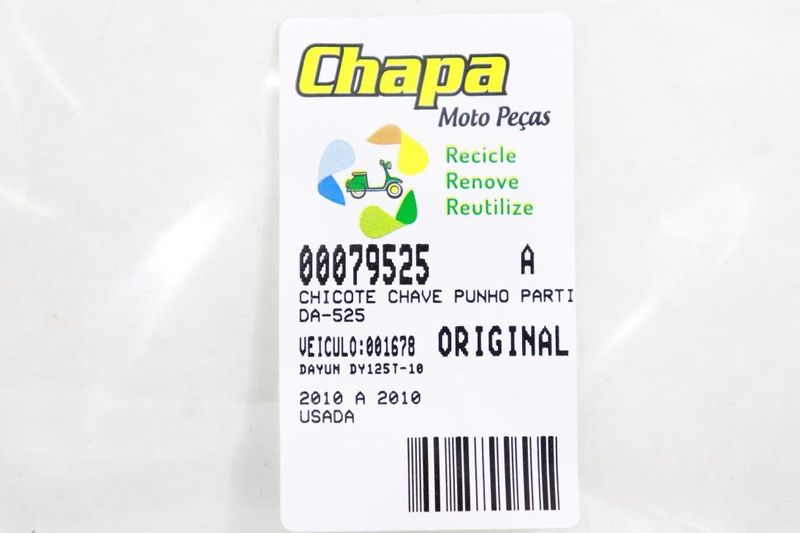 Chapa
Moto Peças
Recicle
Renove
Reutilize
00079525 A
CHICOTE CHAVE PUNHO PARTI
DA-525
VEICULO:001678 ORIGINAL
DAYUN DY125T-10
2010 A 2010
USADA